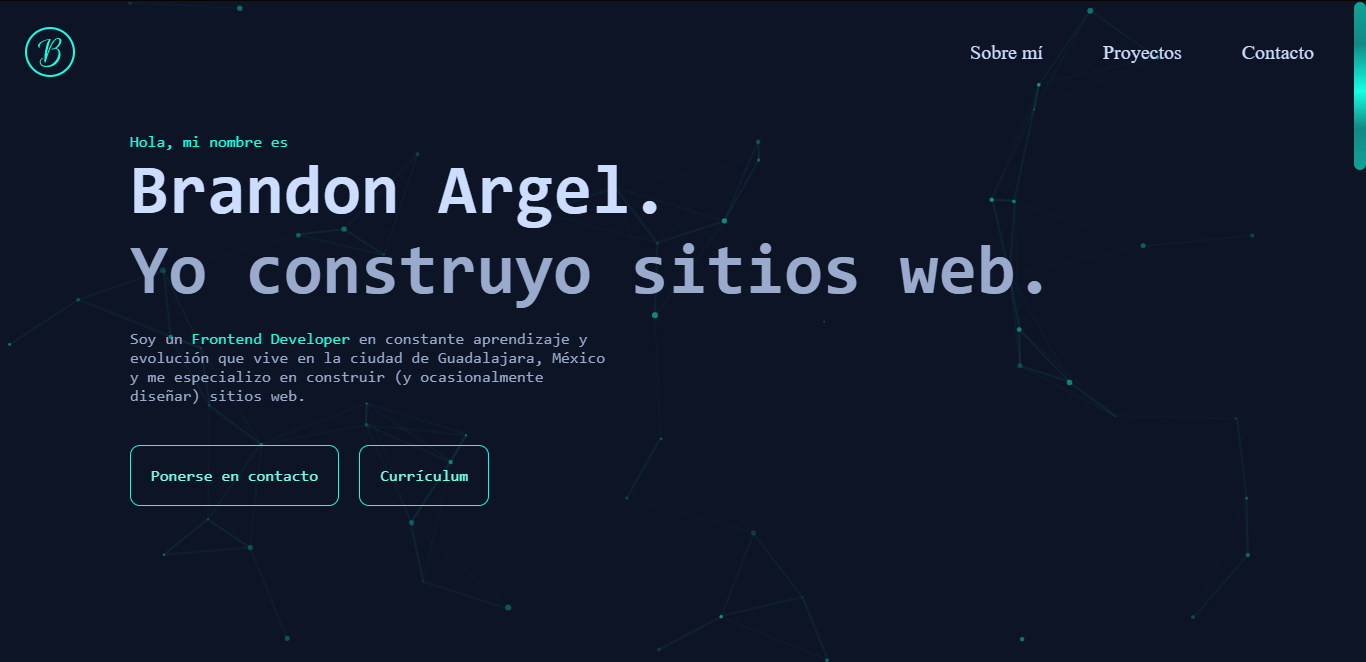 B
Sobre mí
Proyectos
Contacto
Hola, mi nombre es
Brandon Argel.
Yo construyo sitios web.
Soy un Frontend Developer en constante aprendizaje y
evolución que vive en la ciudad de Guadalajara, México
y me especializo en construir (y ocasionalmente
diseñar) sitios web.
Ponerse en contacto
Currículum